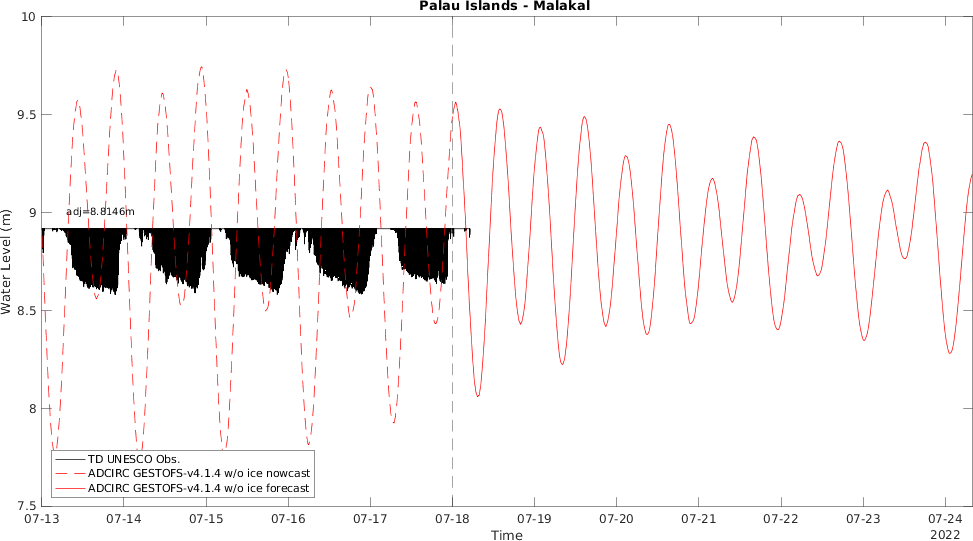 Palau Islands - Malakal
Water Level (m)
10
9.5
9
8.5
8
7.5
adj=8.8146m
TD UNESCO Obs.
ADCIRC GESTOFS-v4.1.4 w/o ice nowcast
ADCIRC GESTOFS-v4.1.4 w/o ice forecast
07-13 07-14 07-15 07-16 07-17 07-18 07-19 07-20 07-21 07-22 07-23 07-24
2022
Time